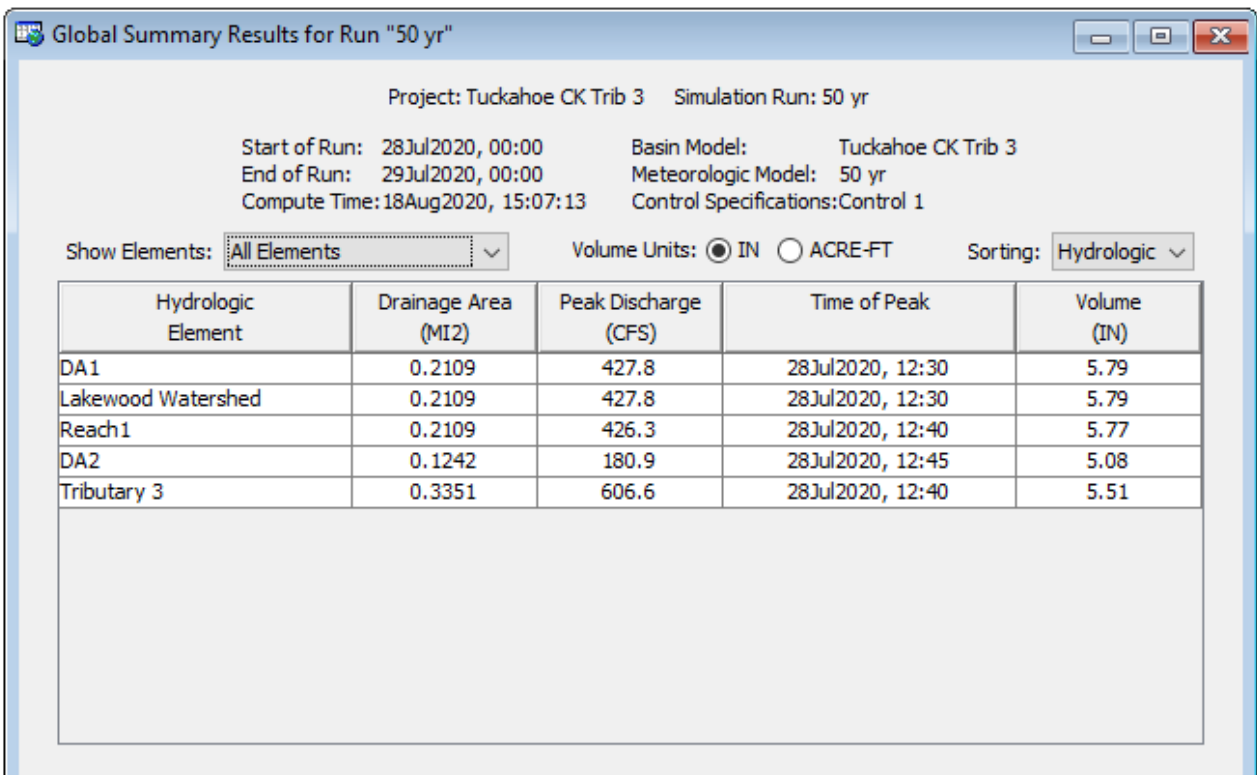 Global Summary Results for Run "50 yr"
Project: Tuckahoe CK Trib 3 Simulation Run: 50 yr
Start of Run: 28Jul2020, 00:00 Basin Model: Tuckahoe CK Trib 3
End of Run: 29Jul2020, 00:00 Meteorologic Model: 50 yr
Compute Time: 18Aug2020, 15:07:13 Control Specifications: Control 1
Show Elements: All Elements Volume Units: IN ACRE-FT Sorting: Hydrologic
Hydrologic Drainage Area Peak Discharge Time of Peak Volume
Element (MI2) (CFS) (IN)
DA1 0.2109 427.8 28Jul2020, 12:30 5.79
Lakewood Watershed 0.2109 427.8 28Jul2020, 12:30 5.79
Reach1 0.2109 426.3 28Jul2020, 12:40 5.77
DA2 0.1242 180.9 28Jul2020, 12:45 5.08
Tributary 3 0.3351 606.6 28Jul2020, 12:40 5.51